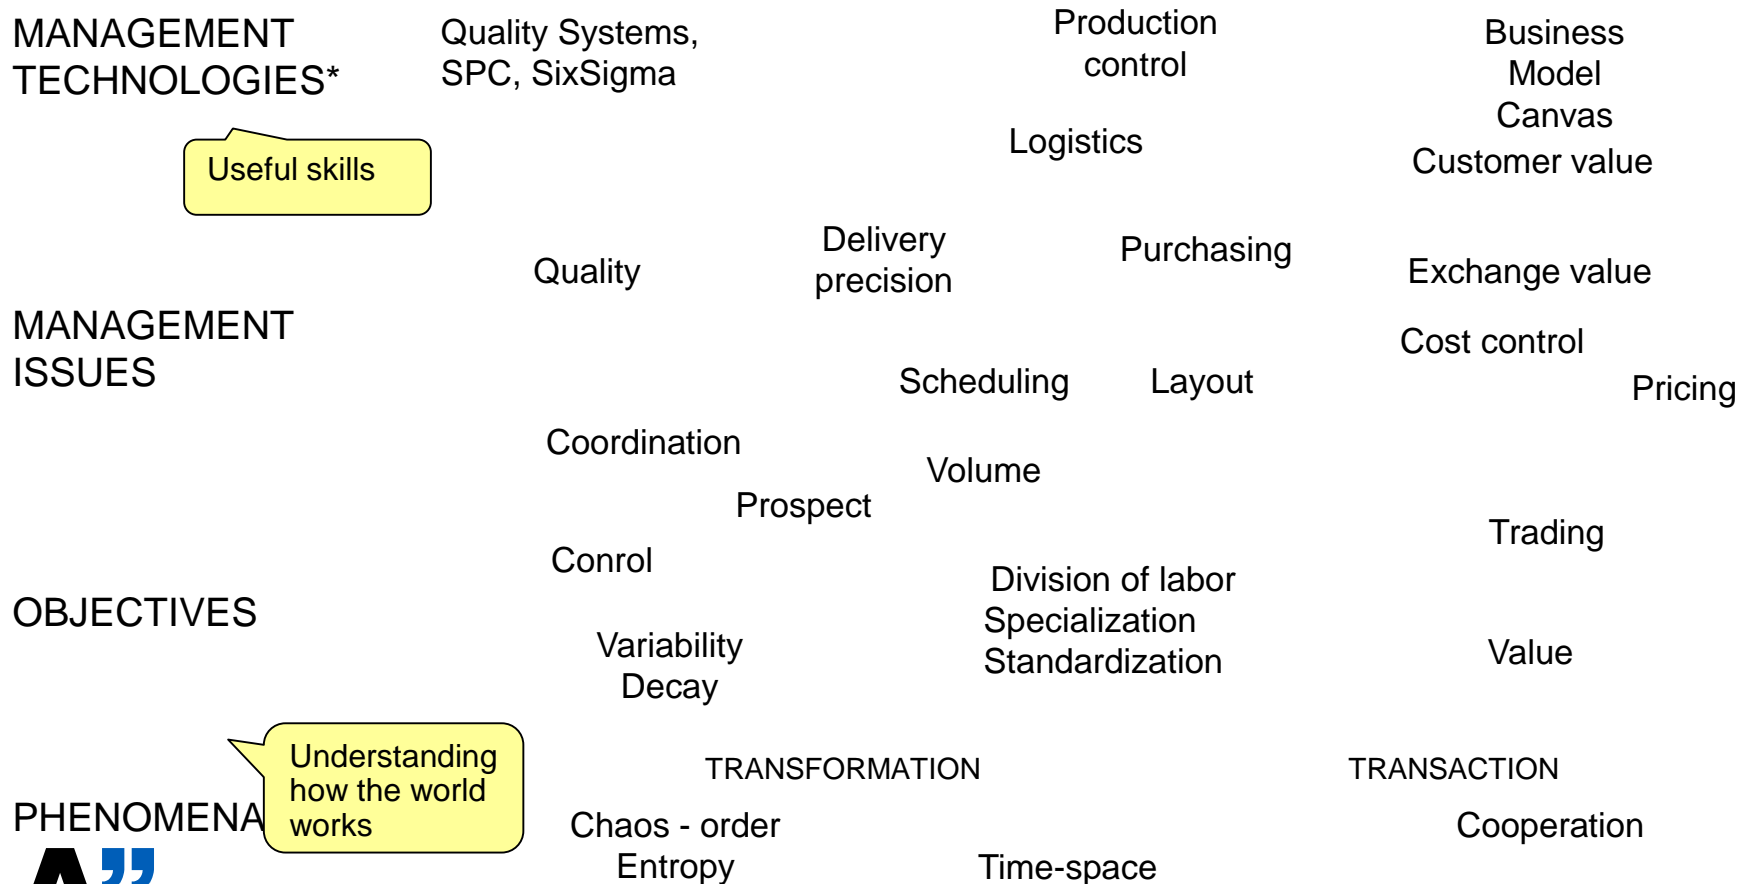 MANAGEMENT
TECHNOLOGIES*
Quality Systems,
SPC, SixSigma
Production
control
Business
Model
Canvas
Logistics
Customer value
Useful skills
Quality
Delivery
precision
Purchasing
Exchange value
MANAGEMENT
ISSUES
Cost control
Scheduling
Layout
Pricing
Coordination
Volume
Prospect
Trading
Conrol
Division of labor
Specialization
Standardization
OBJECTIVES
Variability
Decay
Value
Understanding
how the world
works
TRANSFORMATION
TRANSACTION
PHENOMENA
Chaos - order
Entropy
Time-space
Cooperation
A”